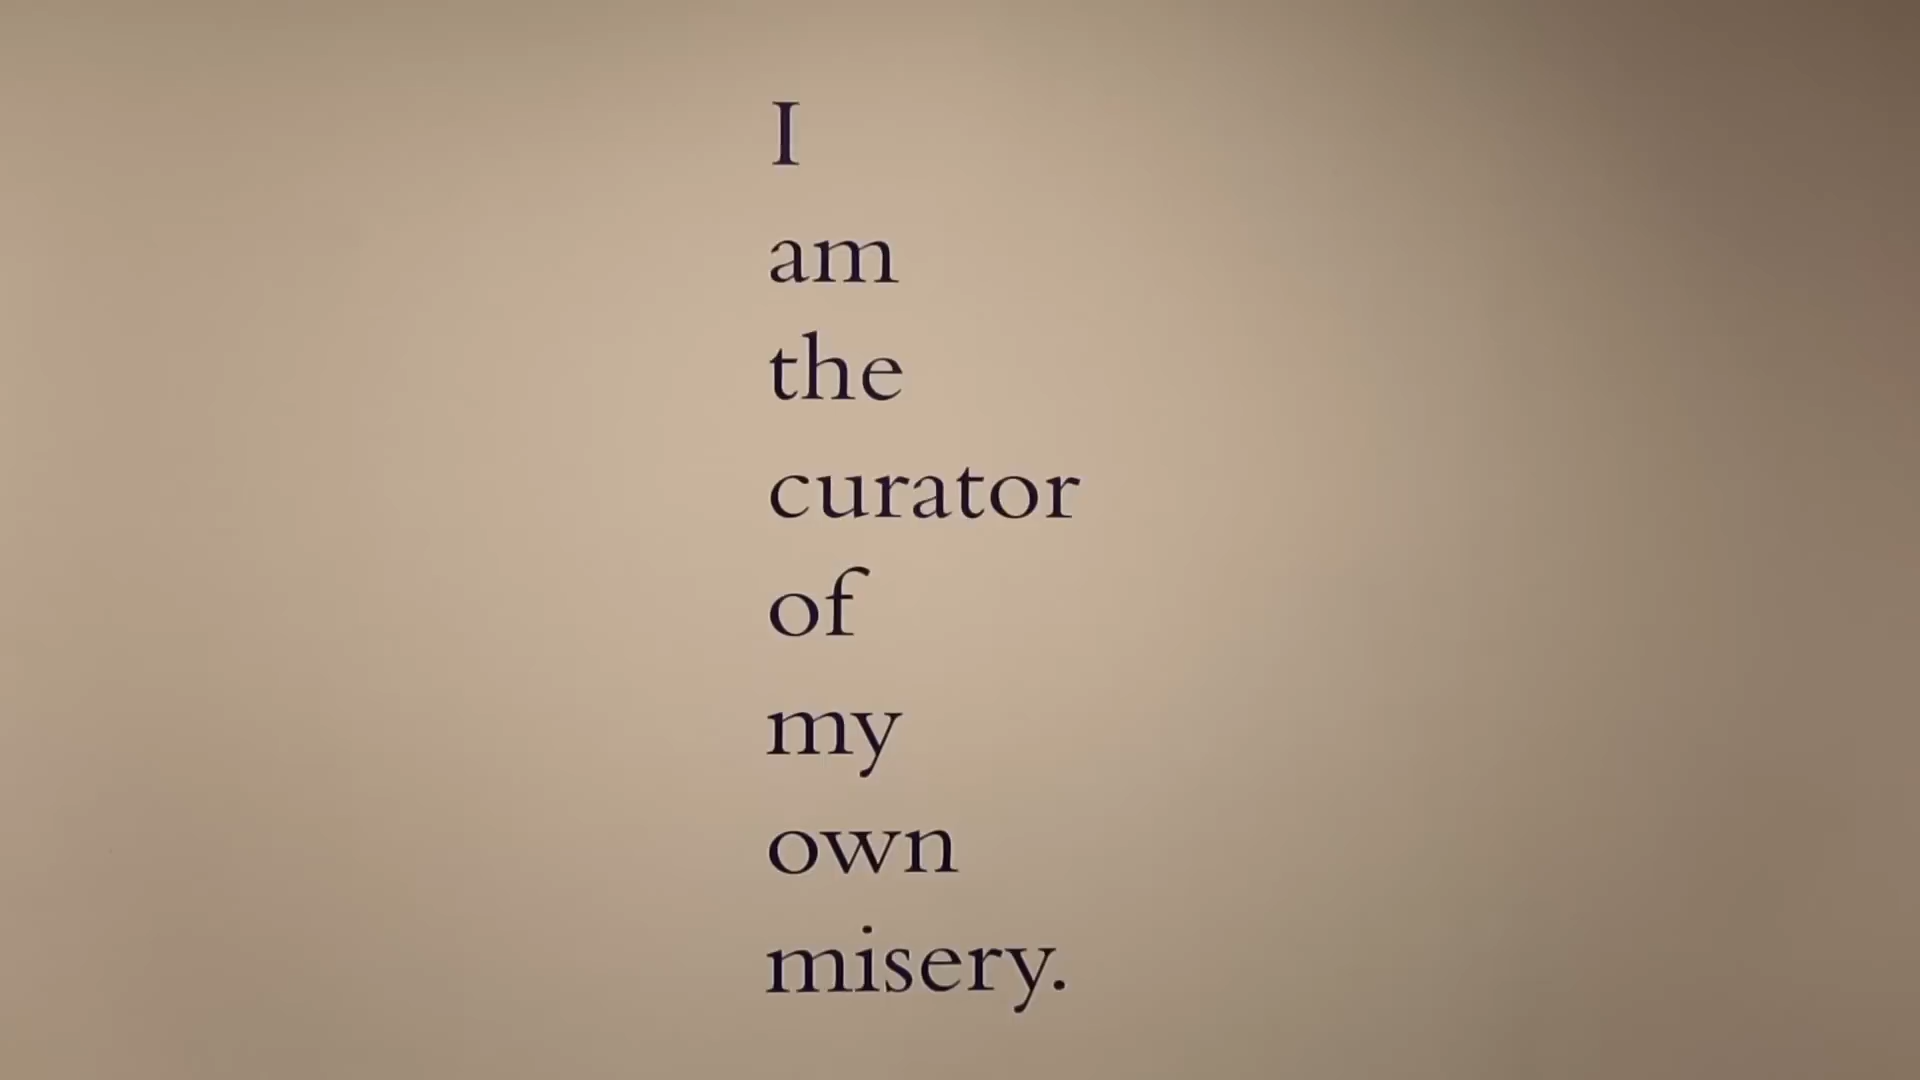 I
am
the
curator
of
my
own
misery.